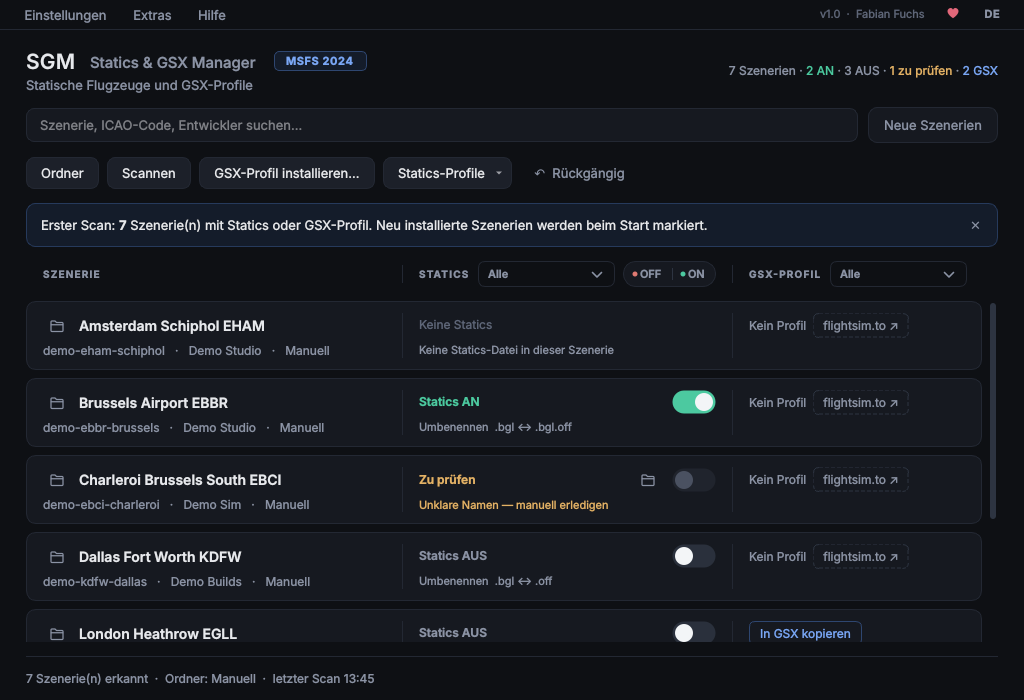 Einstellungen Extras Hilfe v1.0 · Fabian Fuchs DE
SGM Statics & GSX Manager MSFS 2024
Statische Flugzeuge und GSX-Profile
7 Szenerien · 2 AN · 3 AUS · 1 zu prüfen · 2 GSX
Szenerie, ICAO-Code, Entwickler suchen... Neue Szenerien
Ordner Scannen GSX-Profil installieren... Statics-Profile Rückgängig
Erster Scan: 7 Szenerie(n) mit Statics oder GSX-Profil. Neu installierte Szenerien werden beim Start markiert. ×
SZENERIE STATICS Alle OFF ON GSX-PROFIL Alle
Amsterdam Schiphol EHAM Keine Statics Kein Profil flightsim.to ↗
demo-eham-schiphol · Demo Studio · Manuell Keine Statics-Datei in dieser Szenerie
Brussels Airport EBBR Statics AN Kein Profil flightsim.to ↗
demo-ebbr-brussels · Demo Studio · Manuell Umbenennen .bgl ↔ .bgl.off
Charleroi Brussels South EBCI Zu prüfen Kein Profil flightsim.to ↗
demo-ebci-charleroi · Demo Sim · Manuell Unklare Namen — manuell erledigen
Dallas Fort Worth KDFW Statics AUS Kein Profil flightsim.to ↗
demo-kdfw-dallas · Demo Builds · Manuell Umbenennen .bgl ↔ .off
London Heathrow EGLL Statics AUS In GSX kopieren
7 Szenerie(n) erkannt · Ordner: Manuell · letzter Scan 13:45